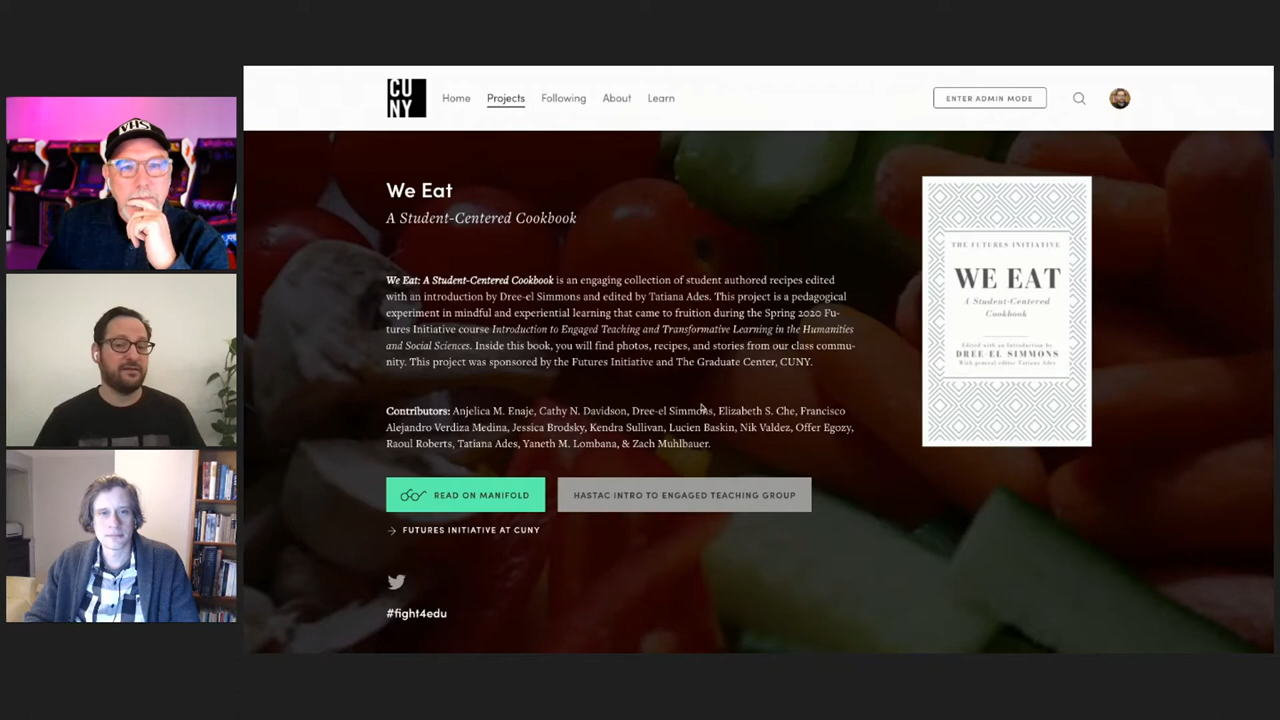 VHS
CU
NY
Home Projects Following About Learn
ENTER ADMIN MODE
We Eat
A Student-Centered Cookbook
We Eat: A Student-Centered Cookbook is an engaging collection of student authored recipes edited
with an introduction by Dree-el Simmons and edited by Tatiana Ades. This project is a pedagogical
experiment in mindful and experiential learning that came to fruition during the Spring 2020 Fu-
tures Initiative course Introduction to Engaged Teaching and Transformative Learning in the Humanities
and Social Sciences. Inside this book, you will find photos, recipes, and stories from our class commu-
nity. This project was sponsored by the Futures Initiative and The Graduate Center, CUNY.
Contributors: Anjelica M. Enaje, Cathy N. Davidson, Dree-el Simmons, Elizabeth S. Che, Francisco
Alejandro Verdiza Medina, Jessica Brodsky, Kendra Sullivan, Lucien Baskin, Nik Valdez, Offer Egozy,
Raoul Roberts, Tatiana Ades, Yaneth M. Lombana, & Zach Muhlbauer.
READ ON MANIFOLD
HASTAC INTRO TO ENGAGED TEACHING GROUP
FUTURES INITIATIVE AT CUNY
#fight4edu
THE FUTURES INITIATIVE
WE EAT
A Student-Centered
Cookbook
Edited with an Introduction by
DREE-EL SIMMONS
With general editor Tatiana Ades